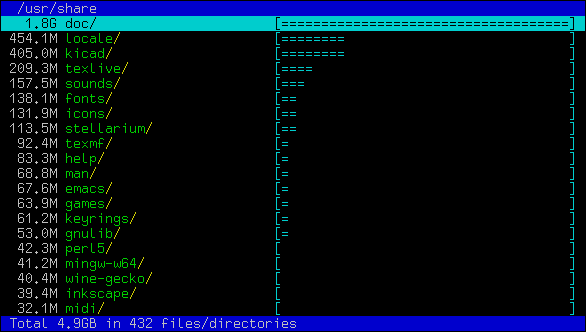 /usr/share
1.8G doc/ [====================================]
454.1M locale/ [======== ]
405.0M kicad/ [======== ]
209.3M texlive/ [==== ]
157.5M sounds/ [=== ]
138.1M fonts/ [== ]
131.9M icons/ [== ]
113.5M stellarium/ [== ]
92.4M texmf/ [= ]
83.3M help/ [= ]
68.8M man/ [= ]
67.6M emacs/ [= ]
63.9M games/ [= ]
61.2M keyrings/ [= ]
53.0M gnulib/ [= ]
42.3M perl5/ [ ]
41.2M mingw-w64/ [ ]
40.4M wine-gecko/ [ ]
39.4M inkscape/ [ ]
32.1M midi/ [ ]
Total 4.9GB in 432 files/directories